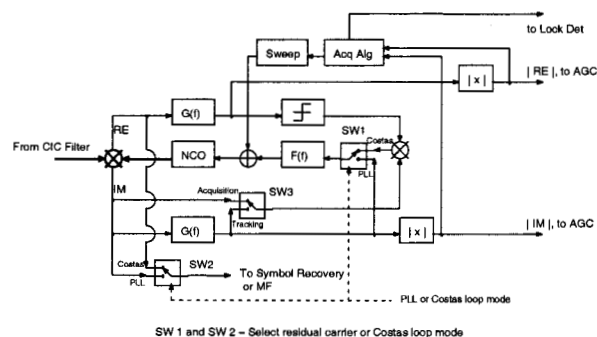 to Lock Det
Sweep
Acq Alg
| RE |, to AGC
| x |
RE
G(f)
SW1
Costas
From CIC Filter
NCO
F(f)
PLL
IM
Acquisition
SW3
Tracking
G(f)
| x |
| IM |, to AGC
Costas
PLL
SW2
To Symbol Recovery
or MF
PLL or Costas loop mode
SW 1 and SW 2 – Select residual carrier or Costas loop mode